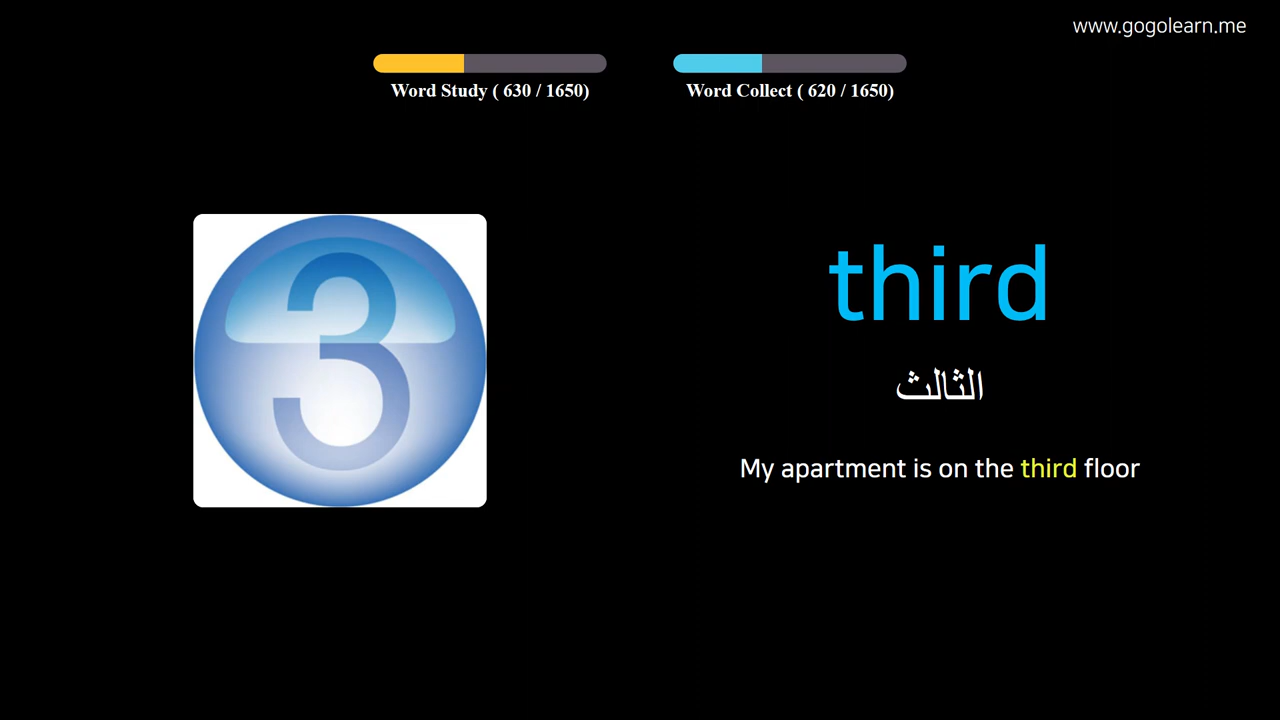 www.gogolearn.me
Word Study ( 630 / 1650)
Word Collect ( 620 / 1650)
3
third
الثالث
My apartment is on the third floor